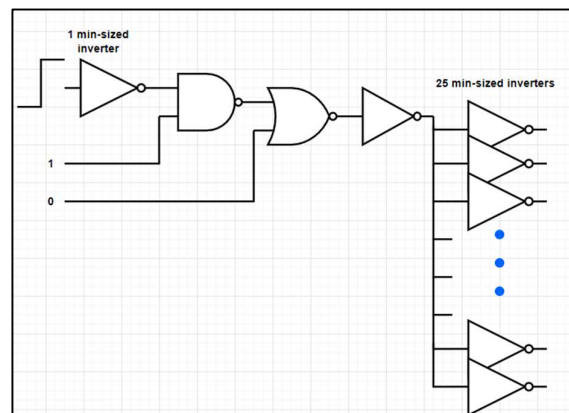 1 min-sized
inverter
25 min-sized inverters
1
0